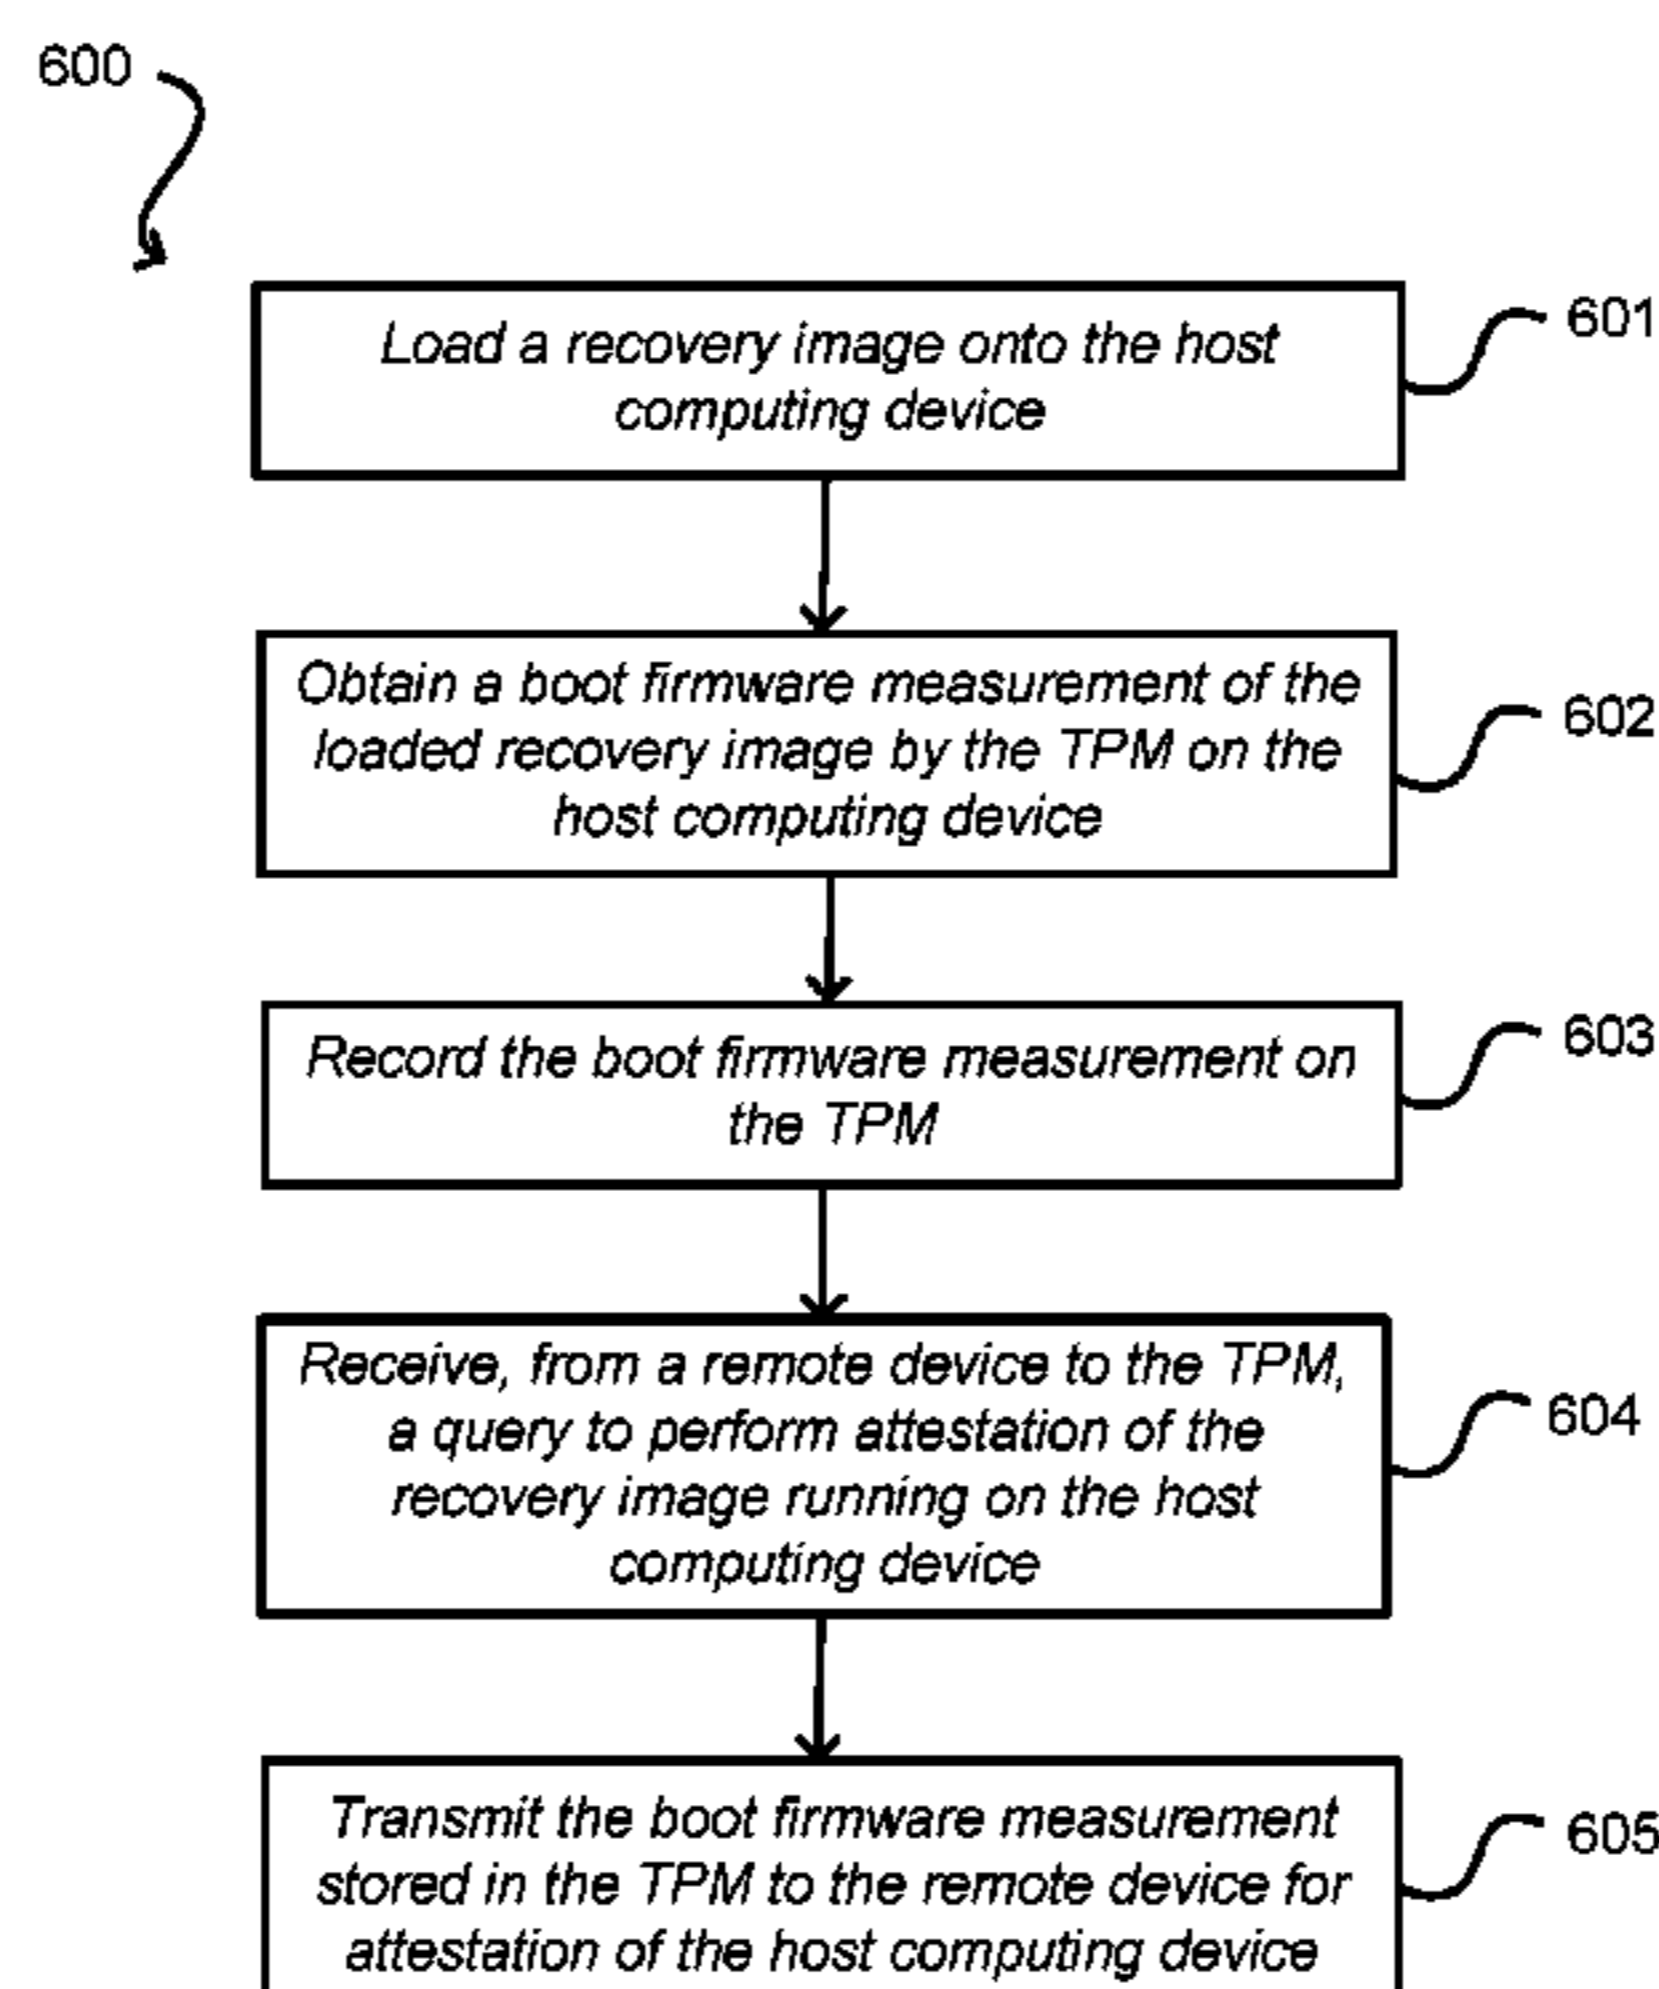 600
Load a recovery image onto the host
computing device
601
Obtain a boot firmware measurement of the
loaded recovery image by the TPM on the
host computing device
602
Record the boot firmware measurement on
the TPM
603
Receive, from a remote device to the TPM,
a query to perform attestation of the
recovery image running on the host
computing device
604
Transmit the boot firmware measurement
stored in the TPM to the remote device for
attestation of the host computing device
605